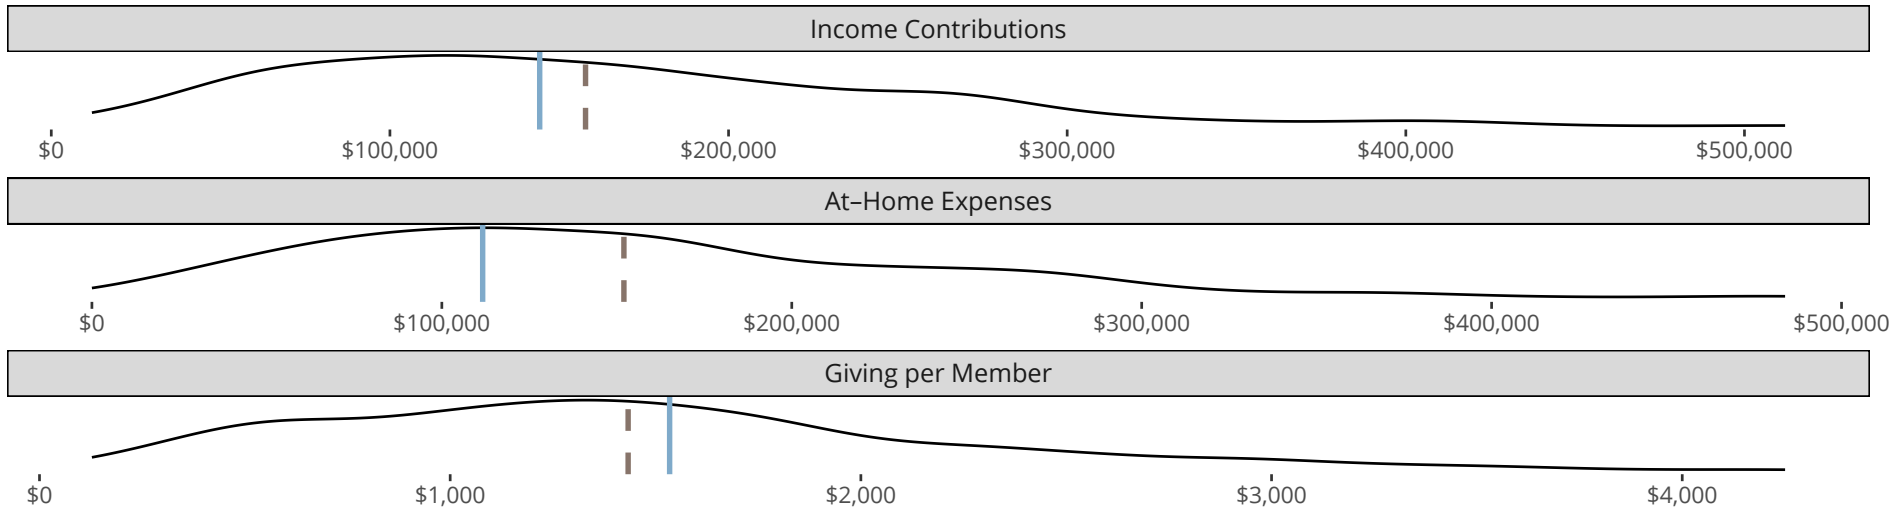 Income Contributions
$0 $100,000 $200,000 $300,000 $400,000 $500,000
At–Home Expenses
$0 $100,000 $200,000 $300,000 $400,000 $500,000
Giving per Member
$0 $1,000 $2,000 $3,000 $4,000